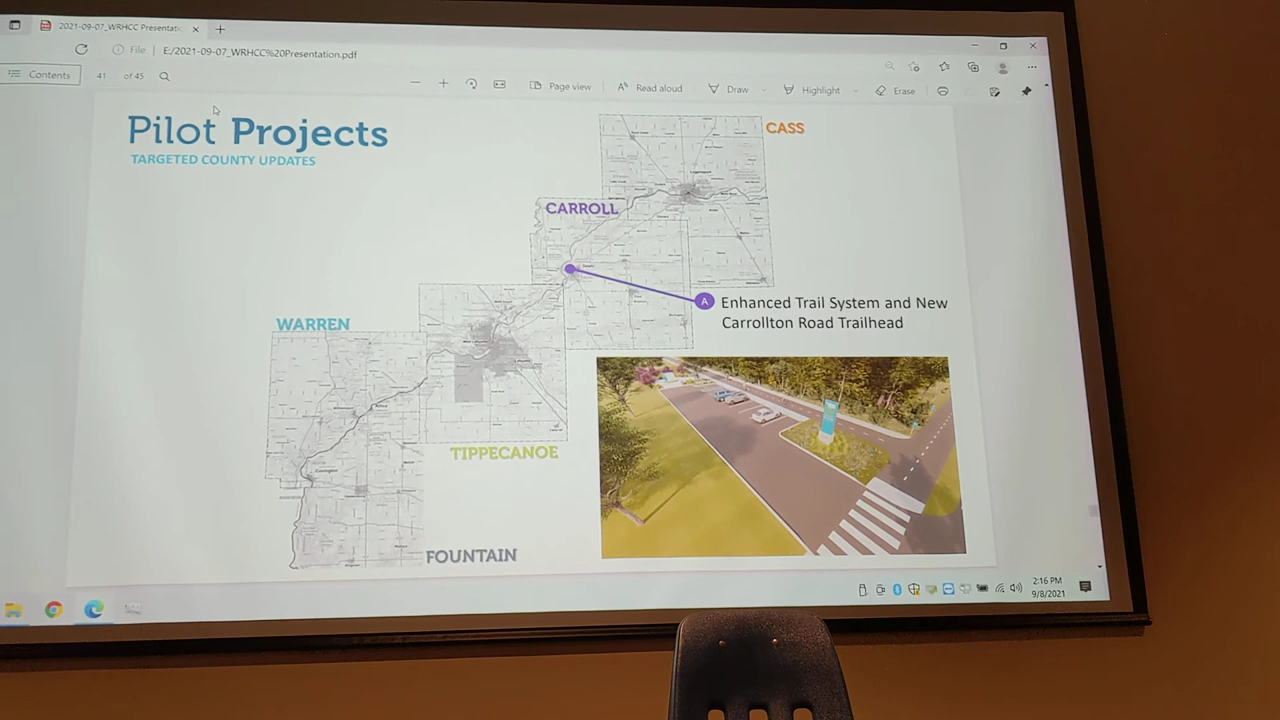 2021-09-07_WRHCC Presentatic
File | E:/2021-09-07_WRHCC%20Presentation.pdf
Contents 41 of 45 Page view Read aloud Draw Highlight Erase
Pilot Projects
TARGETED COUNTY UPDATES
CASS
CARROLL
A Enhanced Trail System and New
Carrollton Road Trailhead
WARREN
TIPPECANOE
FOUNTAIN
2:16 PM
9/8/2021